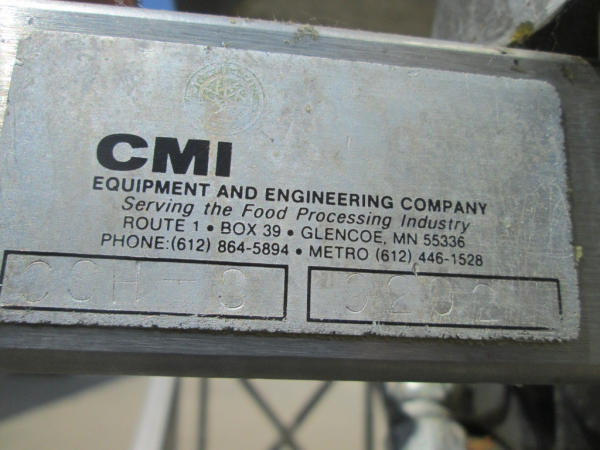 CMI
EQUIPMENT AND ENGINEERING COMPANY
Serving the Food Processing Industry
ROUTE 1 • BOX 39 • GLENCOE, MN 55336
PHONE:(612) 864-5894 • METRO (612) 446-1528